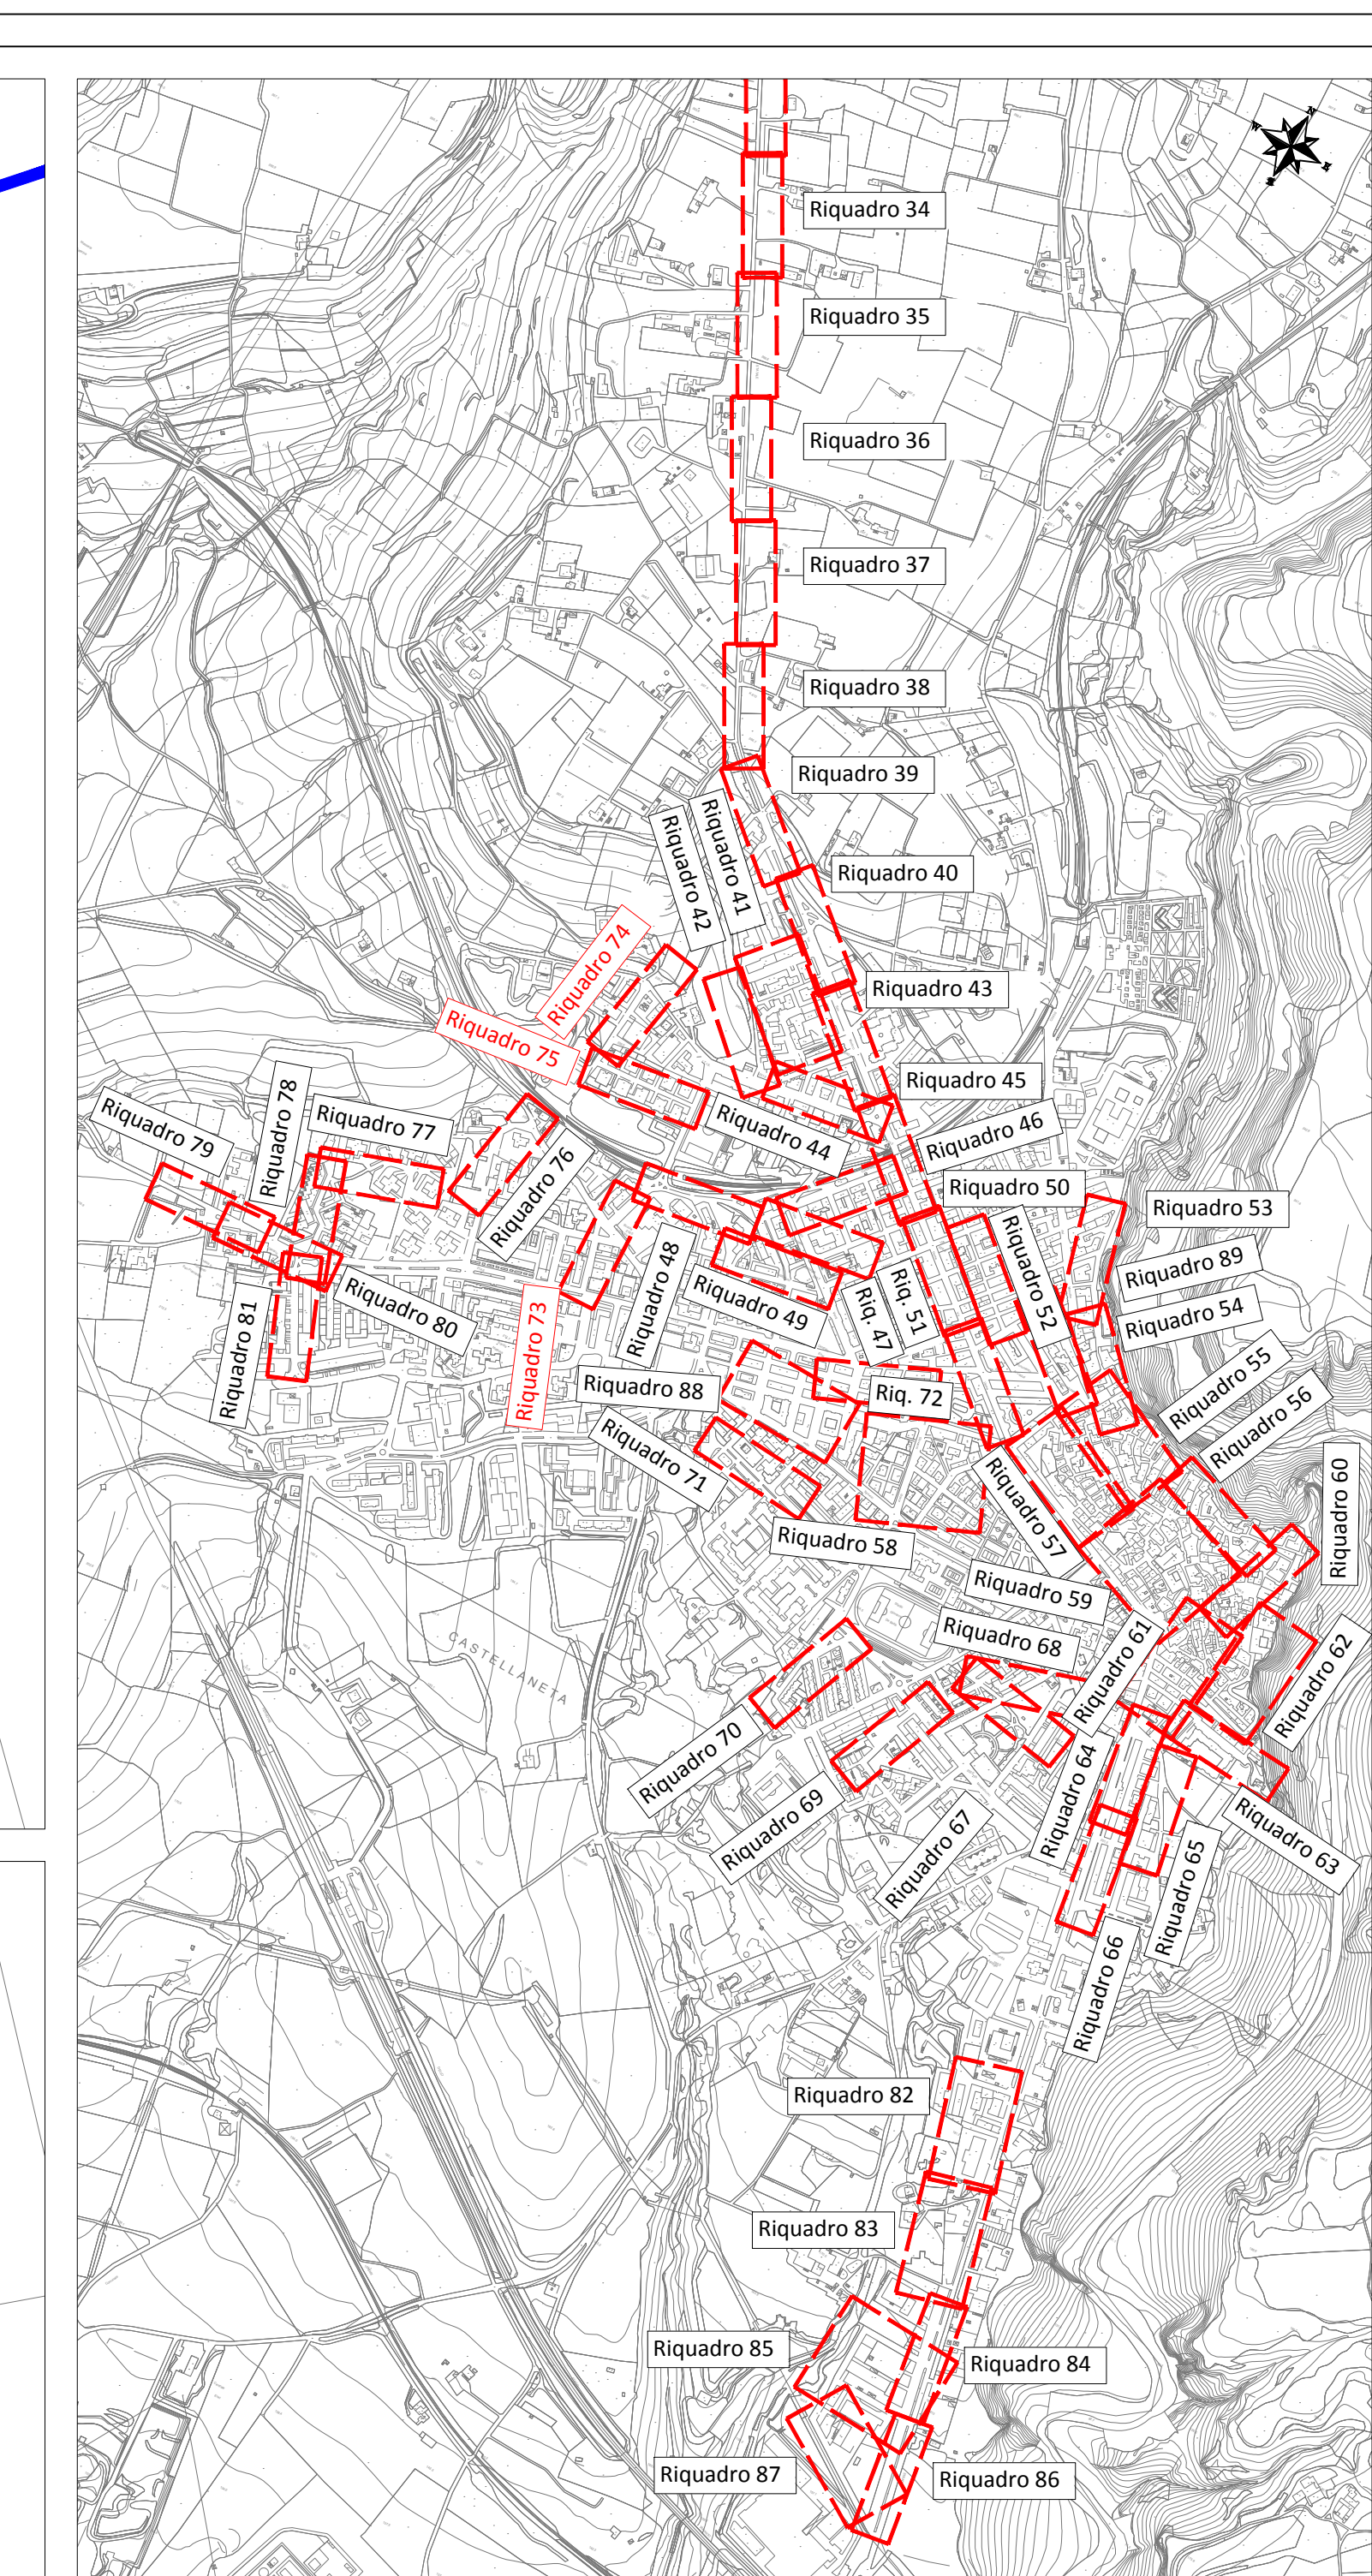 Riquadro 34
Riquadro 35
Riquadro 36
Riquadro 37
Riquadro 38
Riquadro 39
Riquadro 41
Riquadro 42
Riquadro 40
Riquadro 74
Riquadro 75
Riquadro 43
Riquadro 45
Riquadro 46
Riquadro 44
Riquadro 78
Riquadro 77
Riquadro 79
Riquadro 76
Riquadro 50
Riquadro 53
Riquadro 52
Riquadro 89
Riquadro 54
Riquadro 48
Riquadro 49
Riq. 47
Riq. 51
Riquadro 80
Riquadro 81
Riquadro 73
Riquadro 88
Riq. 72
Riquadro 55
Riquadro 56
Riquadro 71
Riquadro 57
Riquadro 60
Riquadro 58
Riquadro 59
Riquadro 68
Riquadro 61
Riquadro 62
CASTELLANETA
Riquadro 70
Riquadro 69
Riquadro 67
Riquadro 64
Riquadro 63
Riquadro 65
Riquadro 66
Riquadro 82
Riquadro 83
Riquadro 85
Riquadro 84
Riquadro 87
Riquadro 86